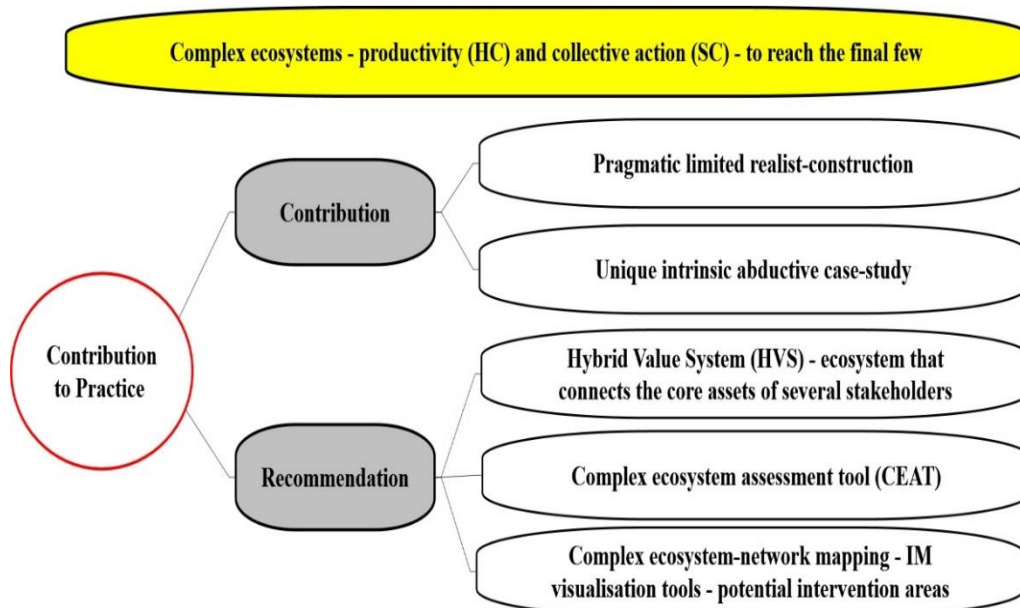 Complex ecosystems - productivity (HC) and collective action (SC) - to reach the final few
Contribution
to Practice
Contribution
Pragmatic limited realist-construction
Unique intrinsic abductive case-study
Recommendation
Hybrid Value System (HVS) - ecosystem that
connects the core assets of several stakeholders
Complex ecosystem assessment tool (CEAT)
Complex ecosystem-network mapping - IM
visualisation tools - potential intervention areas